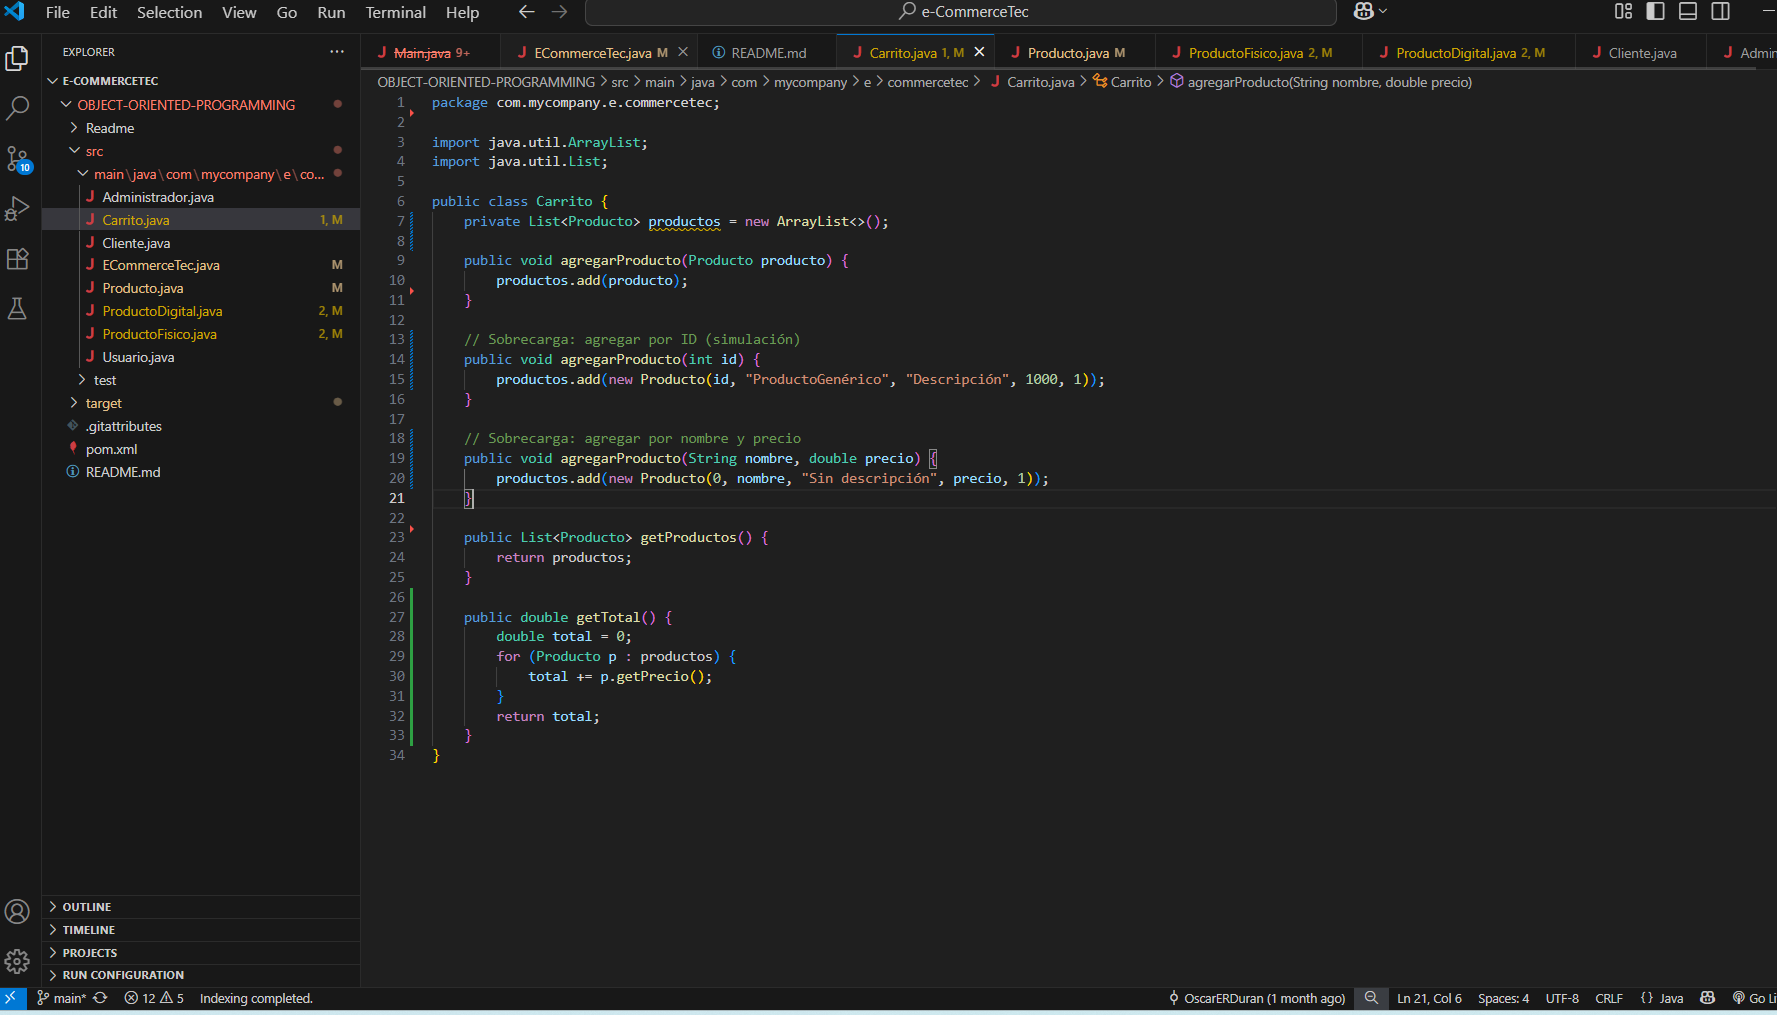 File Edit Selection View Go Run Terminal Help
e-CommerceTec
EXPLORER
Main.java 9+ ECommerceTec.java M README.md Carrito.java 1, M Producto.java M ProductoFisico.java 2, M ProductoDigital.java 2, M Cliente.java
E-COMMERCETEC
OBJECT-ORIENTED-PROGRAMMING
Readme
src
main\java\com\mycompany\e\co...
Administrador.java
Carrito.java 1, M
Cliente.java
ECommerceTec.java M
Producto.java M
ProductoDigital.java 2, M
ProductoFisico.java 2, M
Usuario.java
test
target
.gitattributes
pom.xml
README.md
OUTLINE
TIMELINE
PROJECTS
RUN CONFIGURATION
10
OBJECT-ORIENTED-PROGRAMMING > src > main > java > com > mycompany > e > commercetec > Carrito.java > Carrito > agregarProducto(String nombre, double precio)
1 package com.mycompany.e.commercetec;
2
3 import java.util.ArrayList;
4 import java.util.List;
5
6 public class Carrito {
7 private List<Producto> productos = new ArrayList<>();
8
9 public void agregarProducto(Producto producto) {
10 productos.add(producto);
11 }
12
13 // Sobrecarga: agregar por ID (simulación)
14 public void agregarProducto(int id) {
15 productos.add(new Producto(id, "ProductoGenérico", "Descripción", 1000, 1));
16 }
17
18 // Sobrecarga: agregar por nombre y precio
19 public void agregarProducto(String nombre, double precio) {
20 productos.add(new Producto(0, nombre, "Sin descripción", precio, 1));
21 }
22
23 public List<Producto> getProductos() {
24 return productos;
25 }
26
27 public double getTotal() {
28 double total = 0;
29 for (Producto p : productos) {
30 total += p.getPrecio();
31 }
32 return total;
33 }
34 }
main* 12 5 Indexing completed. OscarERDuran (1 month ago) Ln 21, Col 6 Spaces: 4 UTF-8 CRLF {} Java Go Li